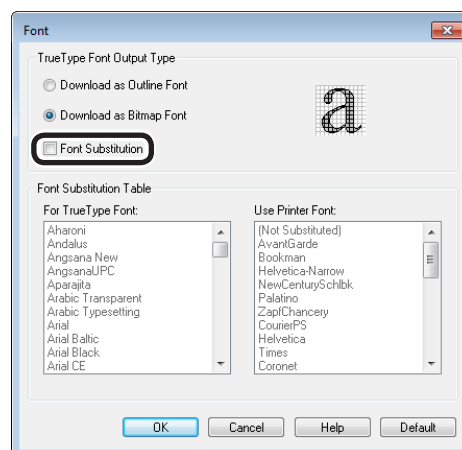 Font
TrueType Font Output Type
Download as Outline Font
Download as Bitmap Font
a
Font Substitution
Font Substitution Table
For TrueType Font:
Aharoni
Andalus
Angsana New
AngsanaUPC
Aparajita
Arabic Transparent
Arabic Typesetting
Arial
Arial Baltic
Arial Black
Arial CE
Use Printer Font:
(Not Substituted)
AvantGarde
Bookman
Helvetica-Narrow
NewCenturySchlbk
Palatino
ZapfChancery
CourierPS
Helvetica
Times
Coronet
OK Cancel Help Default